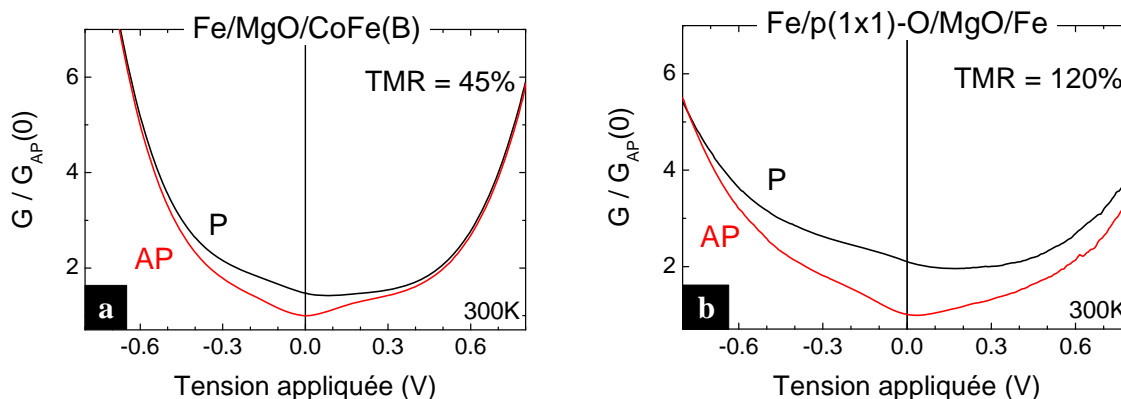 Fe/MgO/CoFe(B)
TMR = 45%
G / G_AP(0)
6
4
2
P
AP
a
300K
-0.6 -0.3 0.0 0.3 0.6
Tension appliquée (V)
Fe/p(1x1)-O/MgO/Fe
TMR = 120%
G / G_AP(0)
6
4
2
P
AP
b
300K
-0.6 -0.3 0.0 0.3 0.6
Tension appliquée (V)